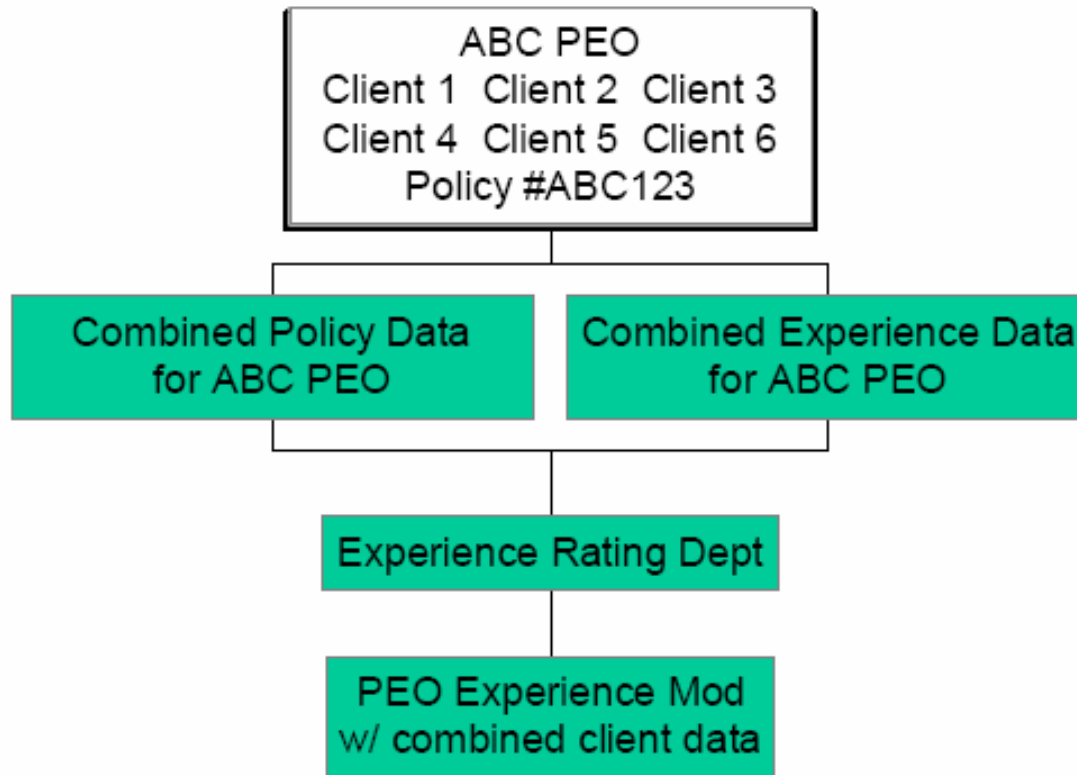 ABC PEO
Client 1 Client 2 Client 3
Client 4 Client 5 Client 6
Policy #ABC123
Combined Policy Data
for ABC PEO
Combined Experience Data
for ABC PEO
Experience Rating Dept
PEO Experience Mod
w/ combined client data